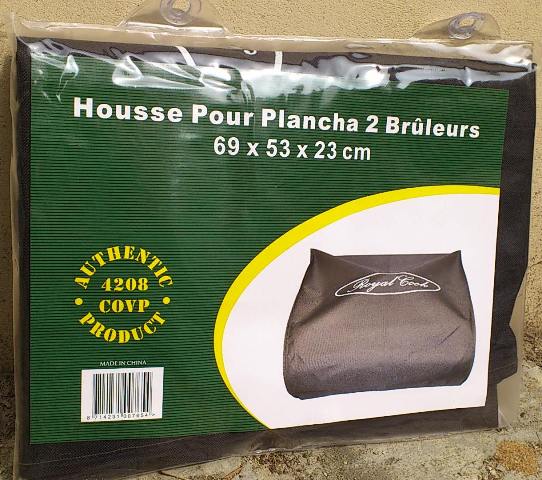 Housse Pour Plancha 2 Brûleurs
69 x 53 x 23 cm
AUTHENTIC
4208
COVP
PRODUCT
MADE IN CHINA
Royal Cook